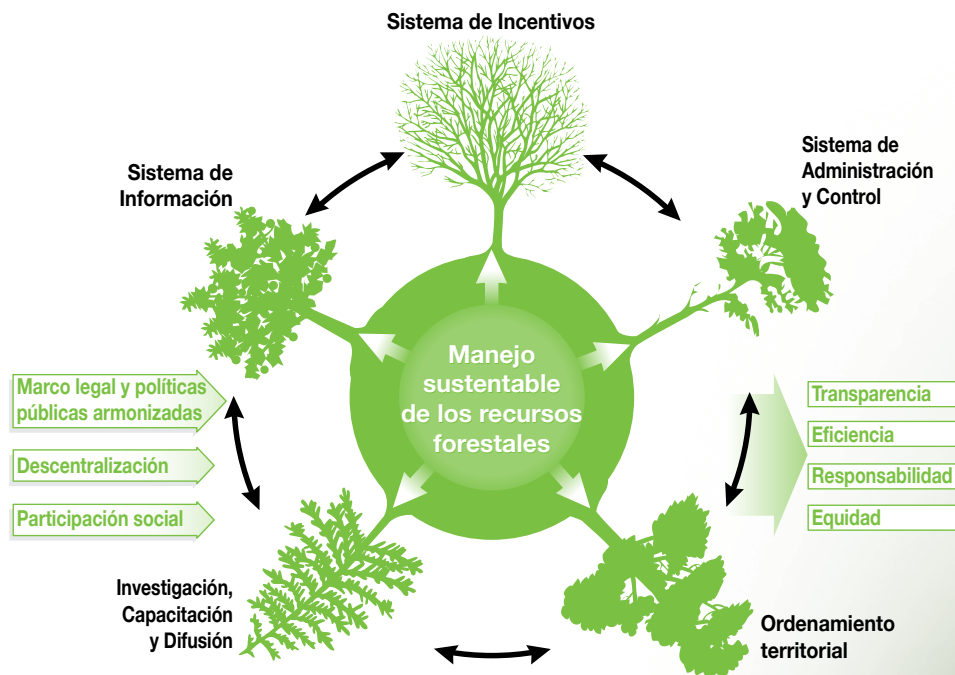 Sistema de Incentivos
Sistema de
Información
Sistema de
Administración
y Control
Manejo
sustentable
de los recursos
forestales
Marco legal y políticas
públicas armonizadas
Descentralización
Participación social
Transparencia
Eficiencia
Responsabilidad
Equidad
Investigación,
Capacitación
y Difusión
Ordenamiento
territorial